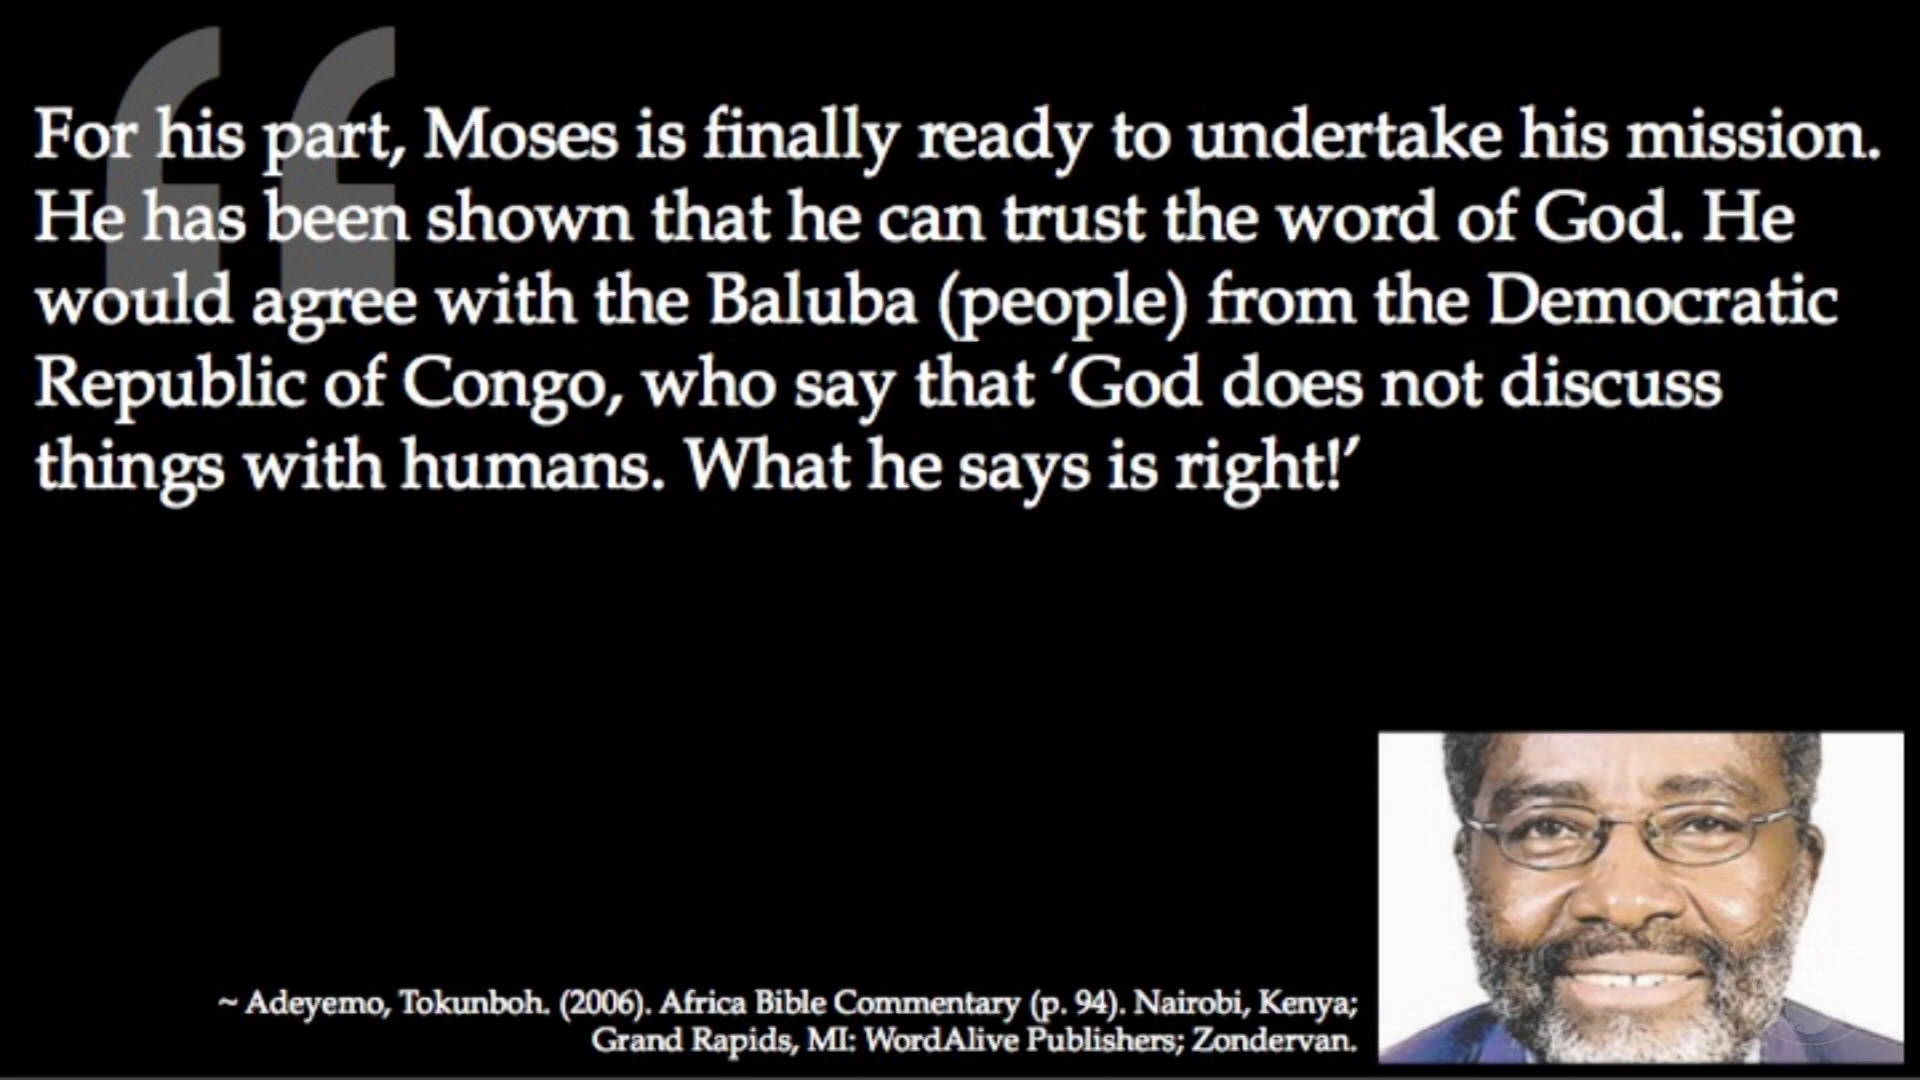 For his part, Moses is finally ready to undertake his mission.
He has been shown that he can trust the word of God. He
would agree with the Baluba (people) from the Democratic
Republic of Congo, who say that ‘God does not discuss
things with humans. What he says is right!’
~ Adeyemo, Tokunboh. (2006). Africa Bible Commentary (p. 94). Nairobi, Kenya;
Grand Rapids, MI: WordAlive Publishers; Zondervan.